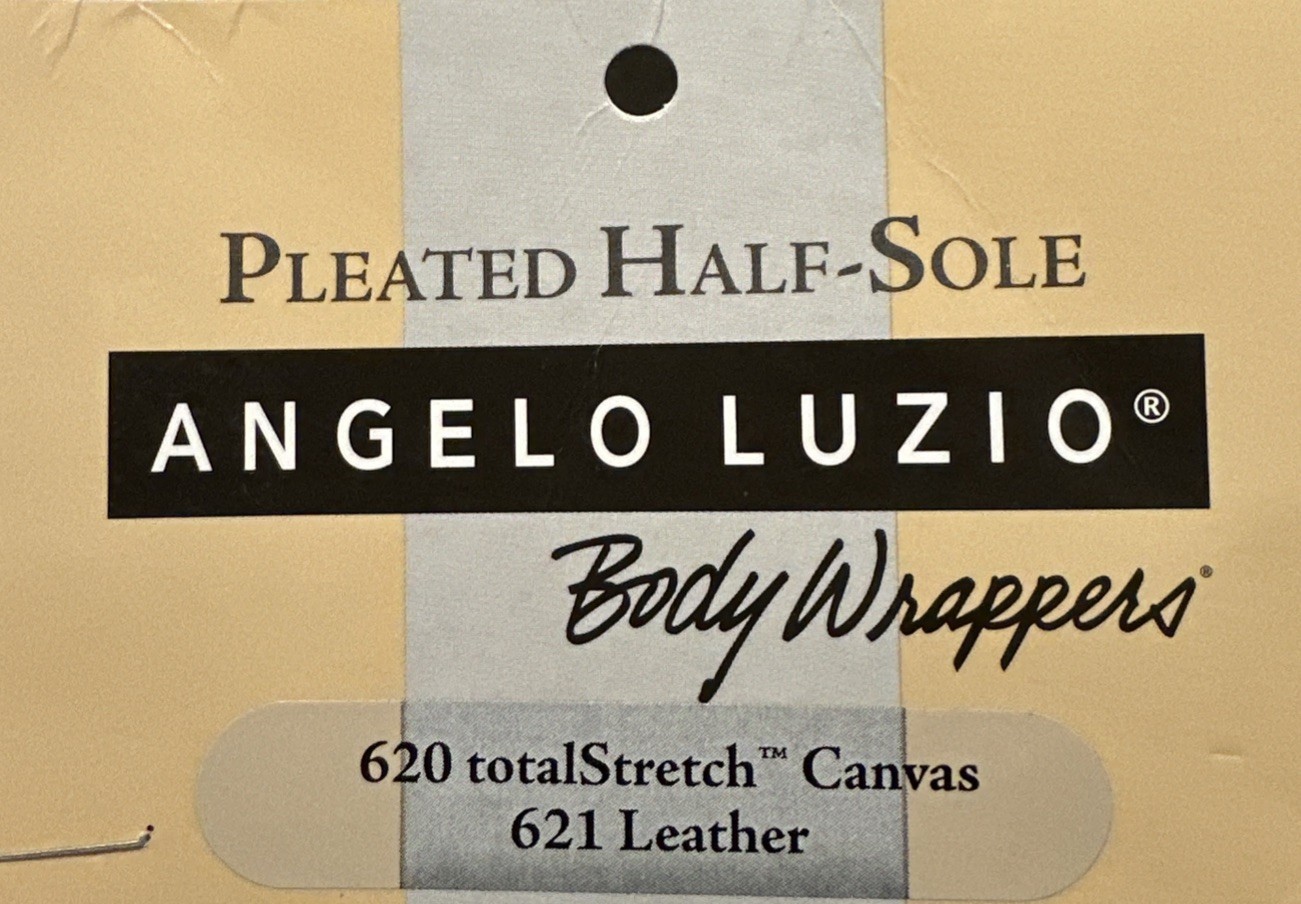 PLEATED HALF-SOLE
ANGELO LUZIO®
Body Wrappers®
620 totalStretch™ Canvas
621 Leather